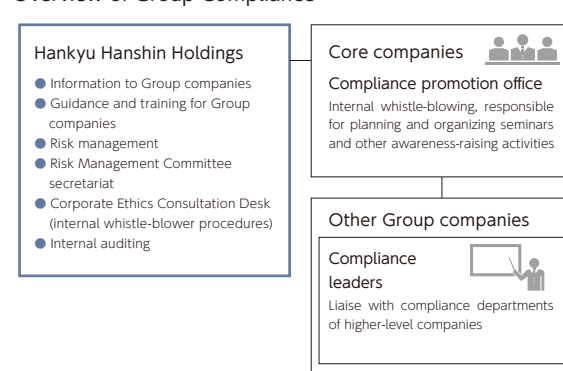 Overview of Group Compliance
Hankyu Hanshin Holdings
● Information to Group companies
● Guidance and training for Group
companies
● Risk management
● Risk Management Committee
secretariat
● Corporate Ethics Consultation Desk
(internal whistle-blower procedures)
● Internal auditing
Core companies
Compliance promotion office
Internal whistle-blowing, responsible
for planning and organizing seminars
and other awareness-raising activities
Other Group companies
Compliance
leaders
Liaise with compliance departments
of higher-level companies